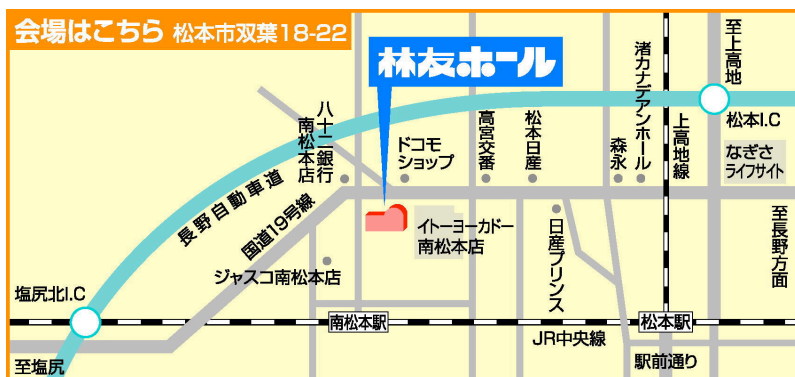 会場はこちら 松本市双葉18-22
林友ホール
八十二銀行
南松本店
ドコモ
ショップ
高宮交番
松本日産
森永
渚カナデアンホール
上高地線
至上高地
松本I.C
なぎさ
ライフサイト
長野自動車道
国道19号線
イトーヨーカドー
南松本店
日産プリンス
至長野方面
ジャスコ南松本店
塩尻北I.C
南松本駅
松本駅
JR中央線
至塩尻
駅前通り